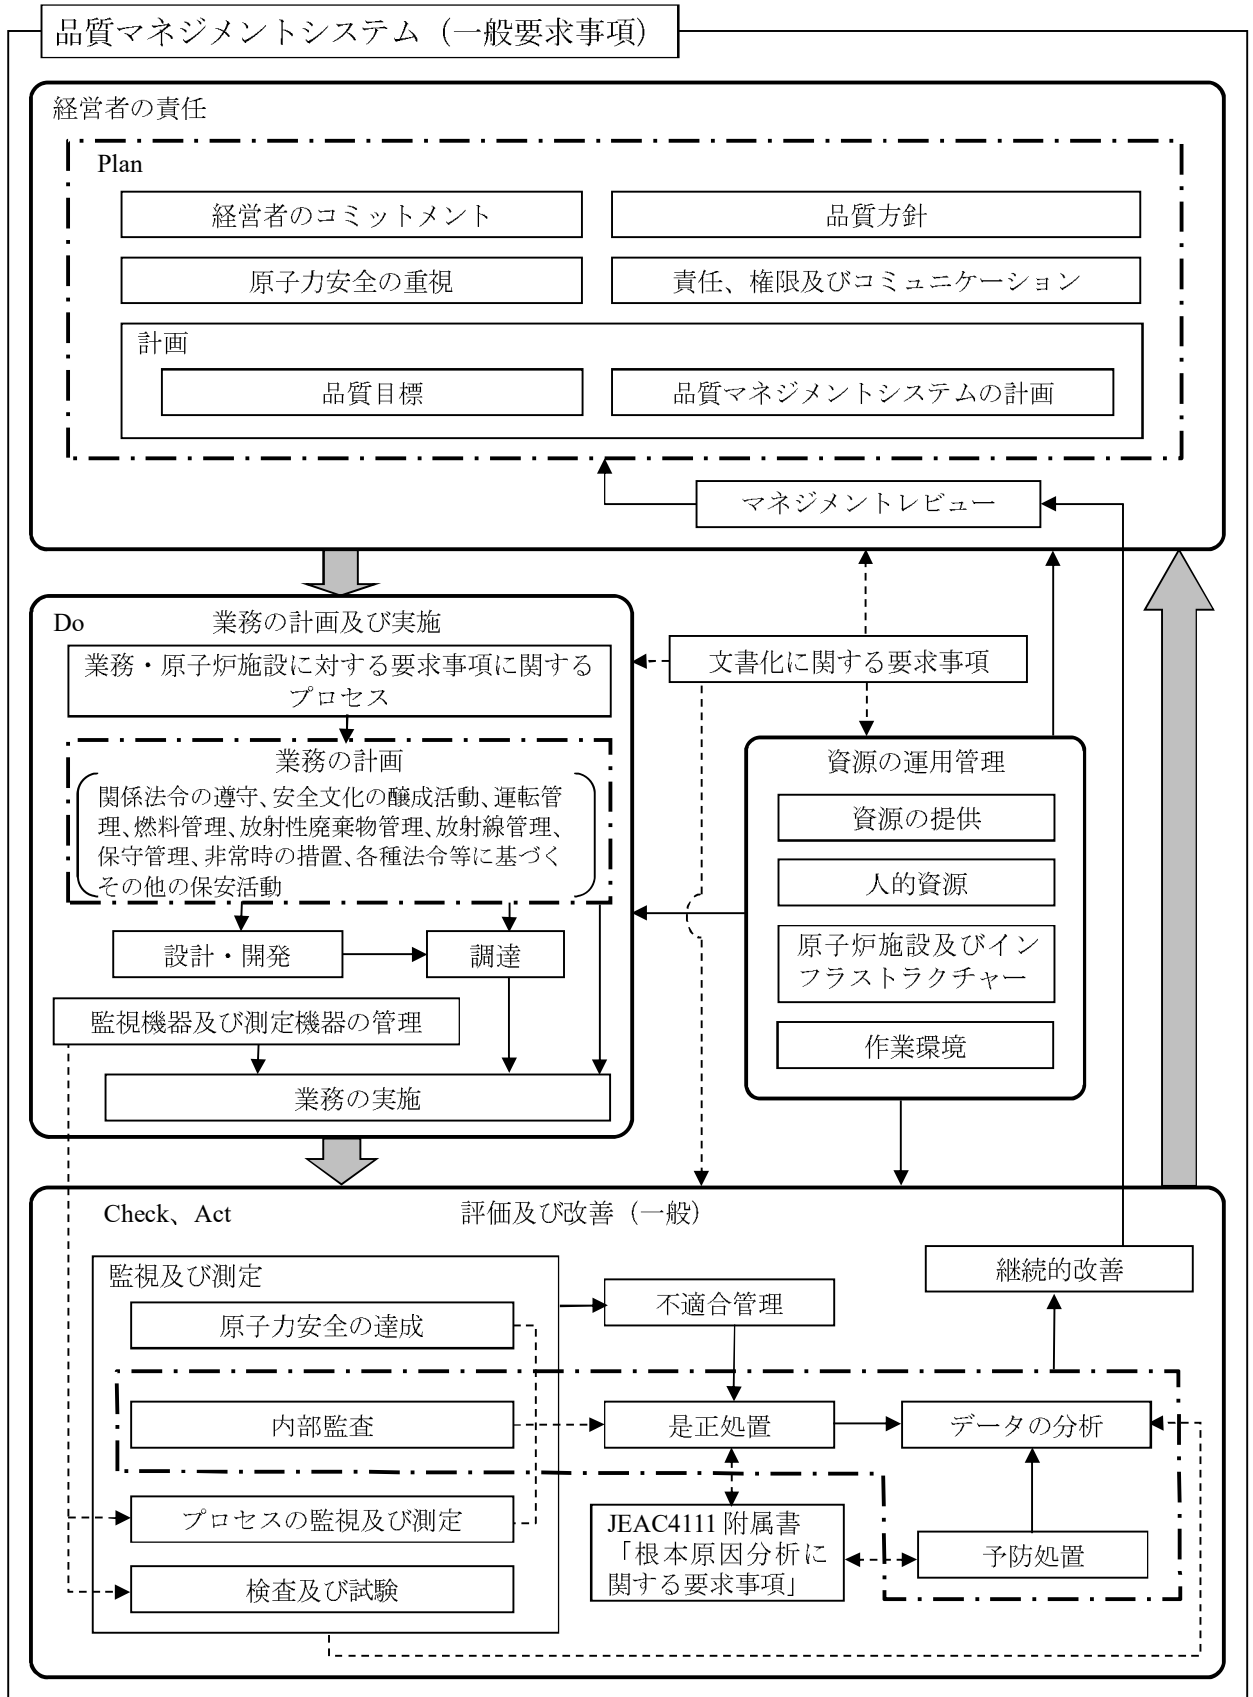 品質マネジメントシステム（一般要求事項）
経営者の責任
Plan
経営者のコミットメント
品質方針
原子力安全の重視
責任、権限及びコミュニケーション
計画
品質目標
品質マネジメントシステムの計画
マネジメントレビュー
Do
業務の計画及び実施
業務・原子炉施設に対する要求事項に関する
プロセス
文書化に関する要求事項
業務の計画
関係法令の遵守、安全文化の醸成活動、運転管
理、燃料管理、放射性廃棄物管理、放射線管理、
保守管理、非常時の措置、各種法令等に基づく
その他の保安活動
設計・開発
調達
監視機器及び測定機器の管理
業務の実施
資源の運用管理
資源の提供
人的資源
原子炉施設及びイン
フラストラクチャー
作業環境
Check、Act
評価及び改善（一般）
監視及び測定
原子力安全の達成
不適合管理
継続的改善
内部監査
是正処置
データの分析
プロセスの監視及び測定
JEAC4111 附属書
「根本原因分析に
関する要求事項」
予防処置
検査及び試験